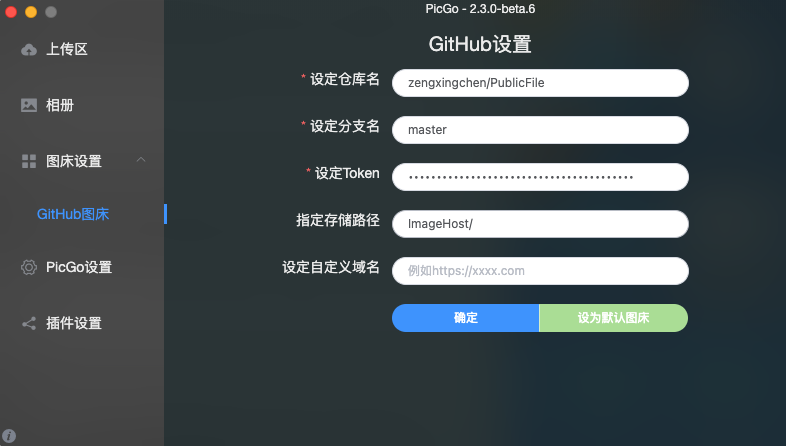 PicGo - 2.3.0-beta.6
上传区
相册
图床设置
GitHub图床
PicGo设置
插件设置
GitHub设置
* 设定仓库名 zengxingchen/PublicFile
* 设定分支名 master
* 设定Token ••••••••••••••••••••••••••••••••••••••••
指定存储路径 ImageHost/
设定自定义域名 例如https://xxxx.com
确定 设为默认图床